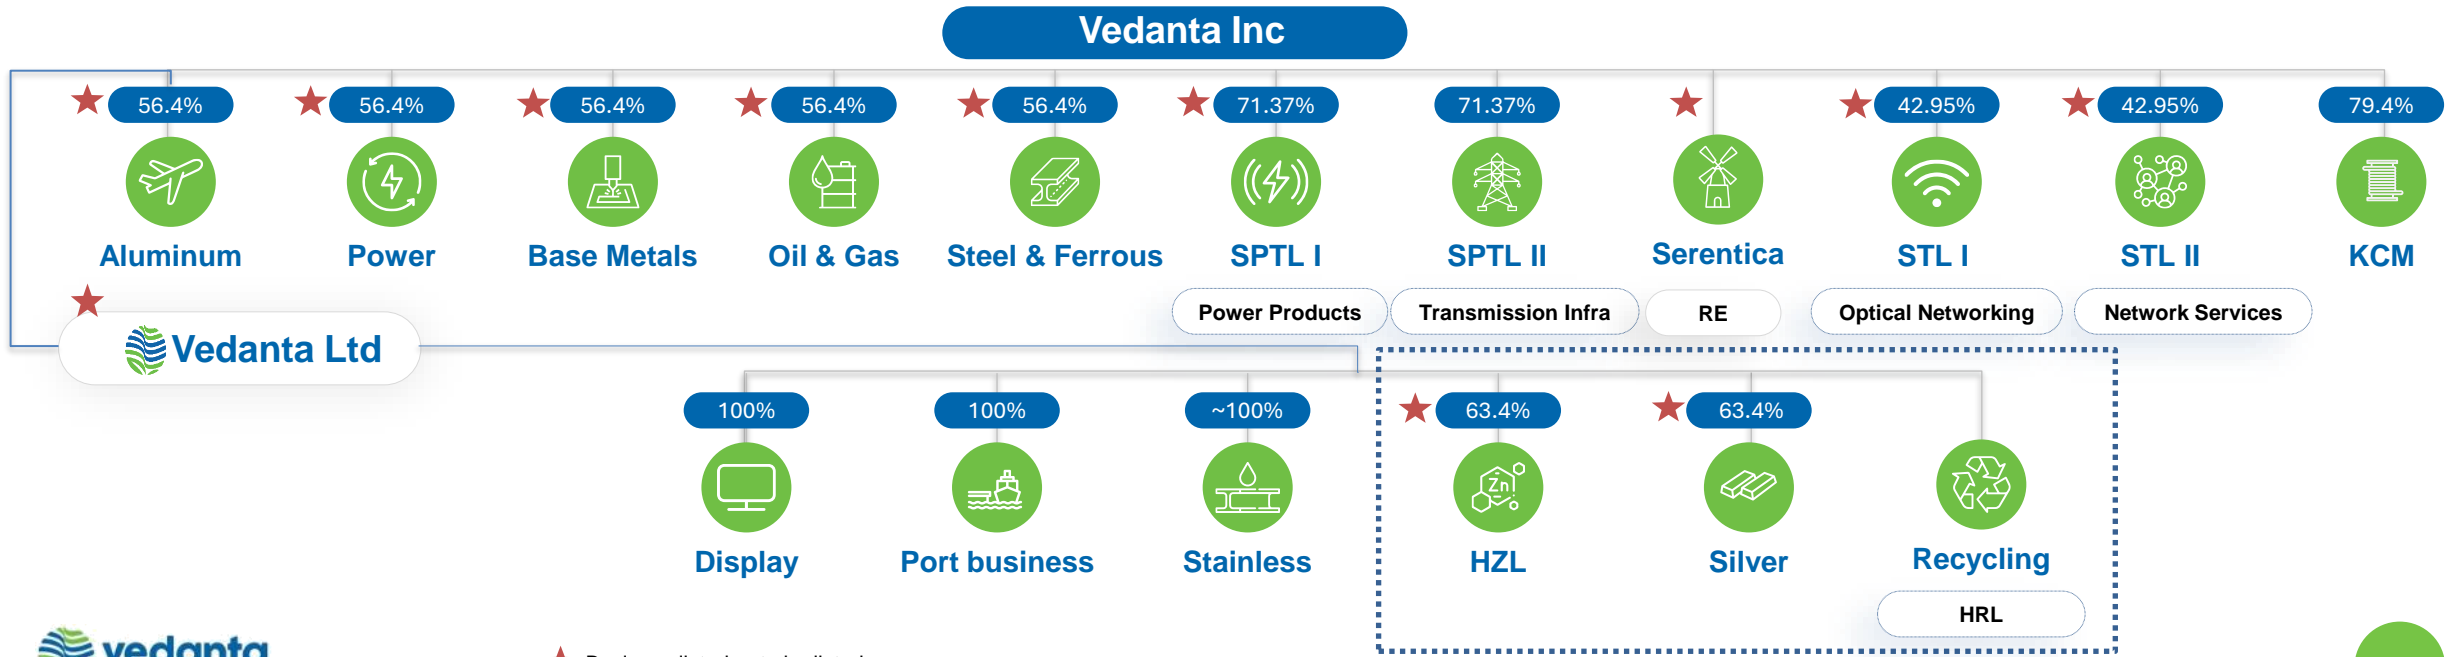 Vedanta Inc
56.4% 56.4% 56.4% 56.4% 56.4% 71.37% 71.37% 42.95% 42.95% 79.4%
Aluminum Power Base Metals Oil & Gas Steel & Ferrous SPTL I SPTL II Serentica STL I STL II KCM
Power Products Transmission Infra RE Optical Networking Network Services
Vedanta Ltd
100% 100% ~100% 63.4% 63.4%
Zn
Display Port business Stainless HZL Silver Recycling
HRL
vedanta